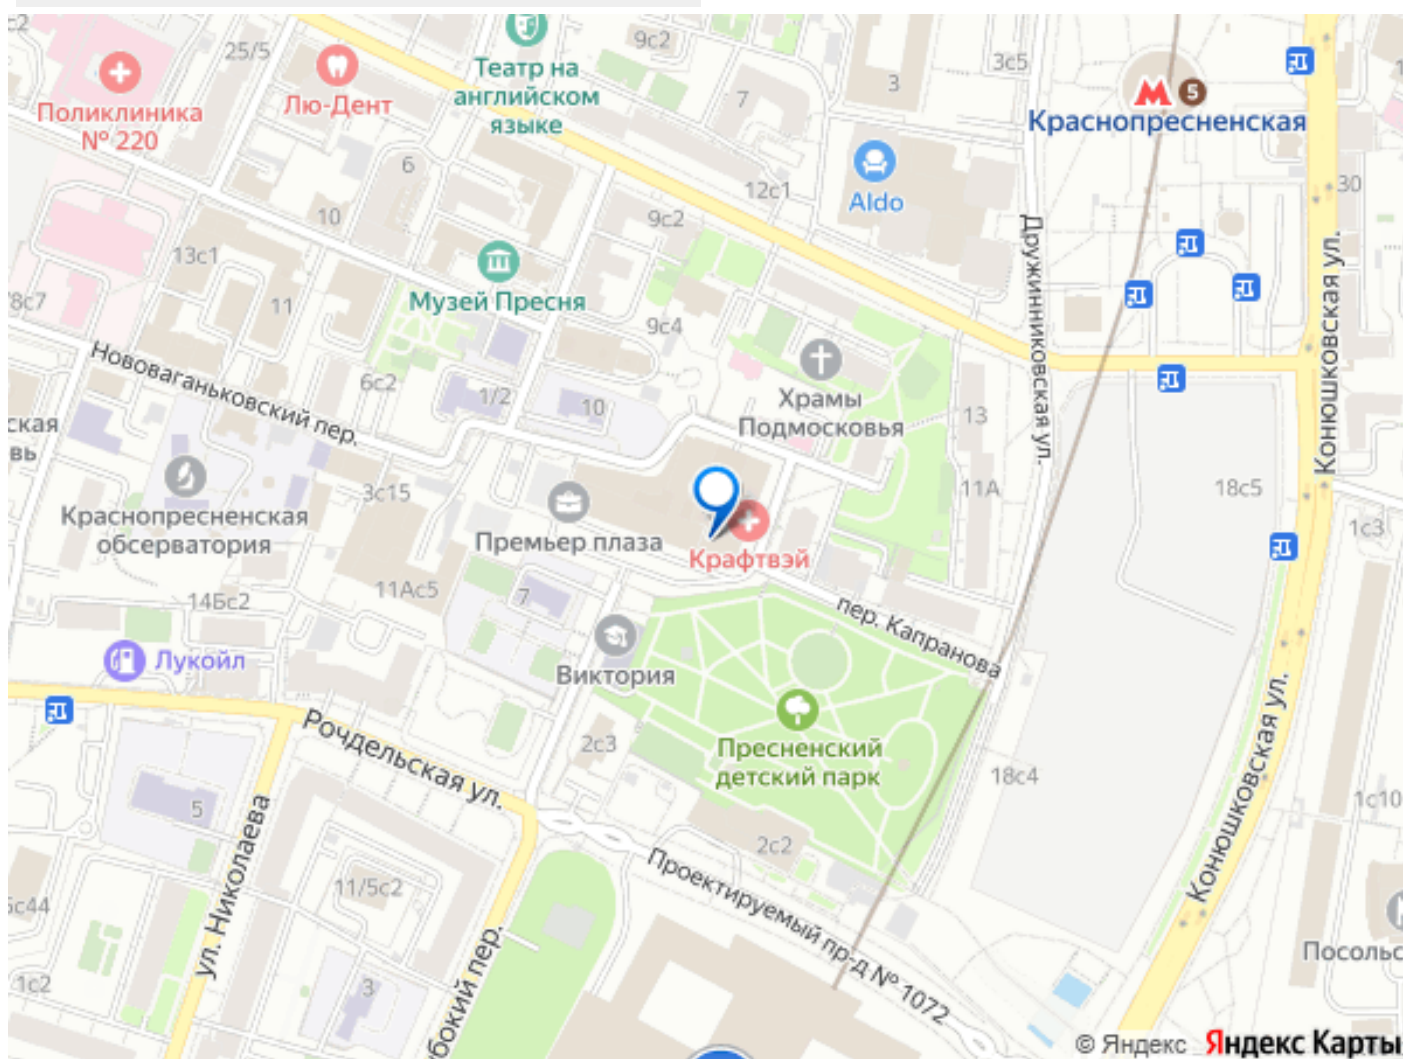 25/5
9с2
3с5
Театр на
английском
языке
3
7
5
Поликлиника
№ 220
Лю-Дент
Краснопресненская
6
12с1
30
Aldo
10
9с2
13с1
Музей Пресня
8с7
11
9с4
Дружинниковская ул.
Конюшковская ул.
Нововаганьковский пер.
6с2
1/2
10
Храмы
Подмосковья
13
ская
вь
3с15
11А
18с5
Краснопресненская
обсерватория
Премьер плаза
Крафтвэй
1с3
11Ас5
14Бс2
7
пер. Капранова
Лукойл
Виктория
Рочдельская ул.
2с3
Пресненский
детский парк
18с4
Конюшковская ул.
5
1с10
2с2
ул. Николаева
11/5с2
Проектируемый пр-д № 1072
5с44
Посольс
1с2
3
бокий пер.
© Яндекс Яндекс Карты